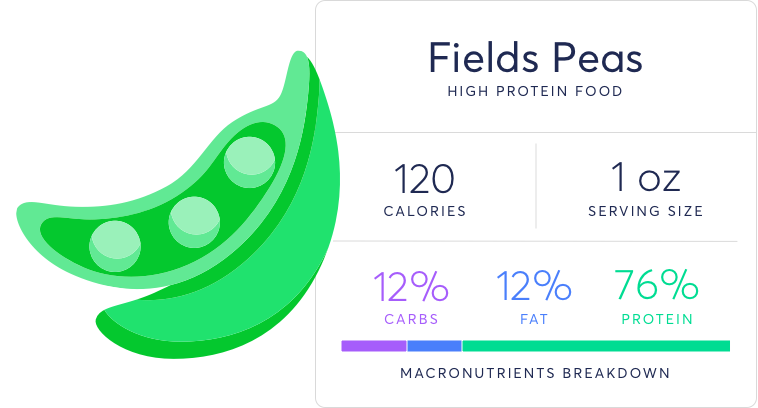 Fields Peas
HIGH PROTEIN FOOD
120
CALORIES
1 oz
SERVING SIZE
12%
CARBS
12%
FAT
76%
PROTEIN
MACRONUTRIENTS BREAKDOWN